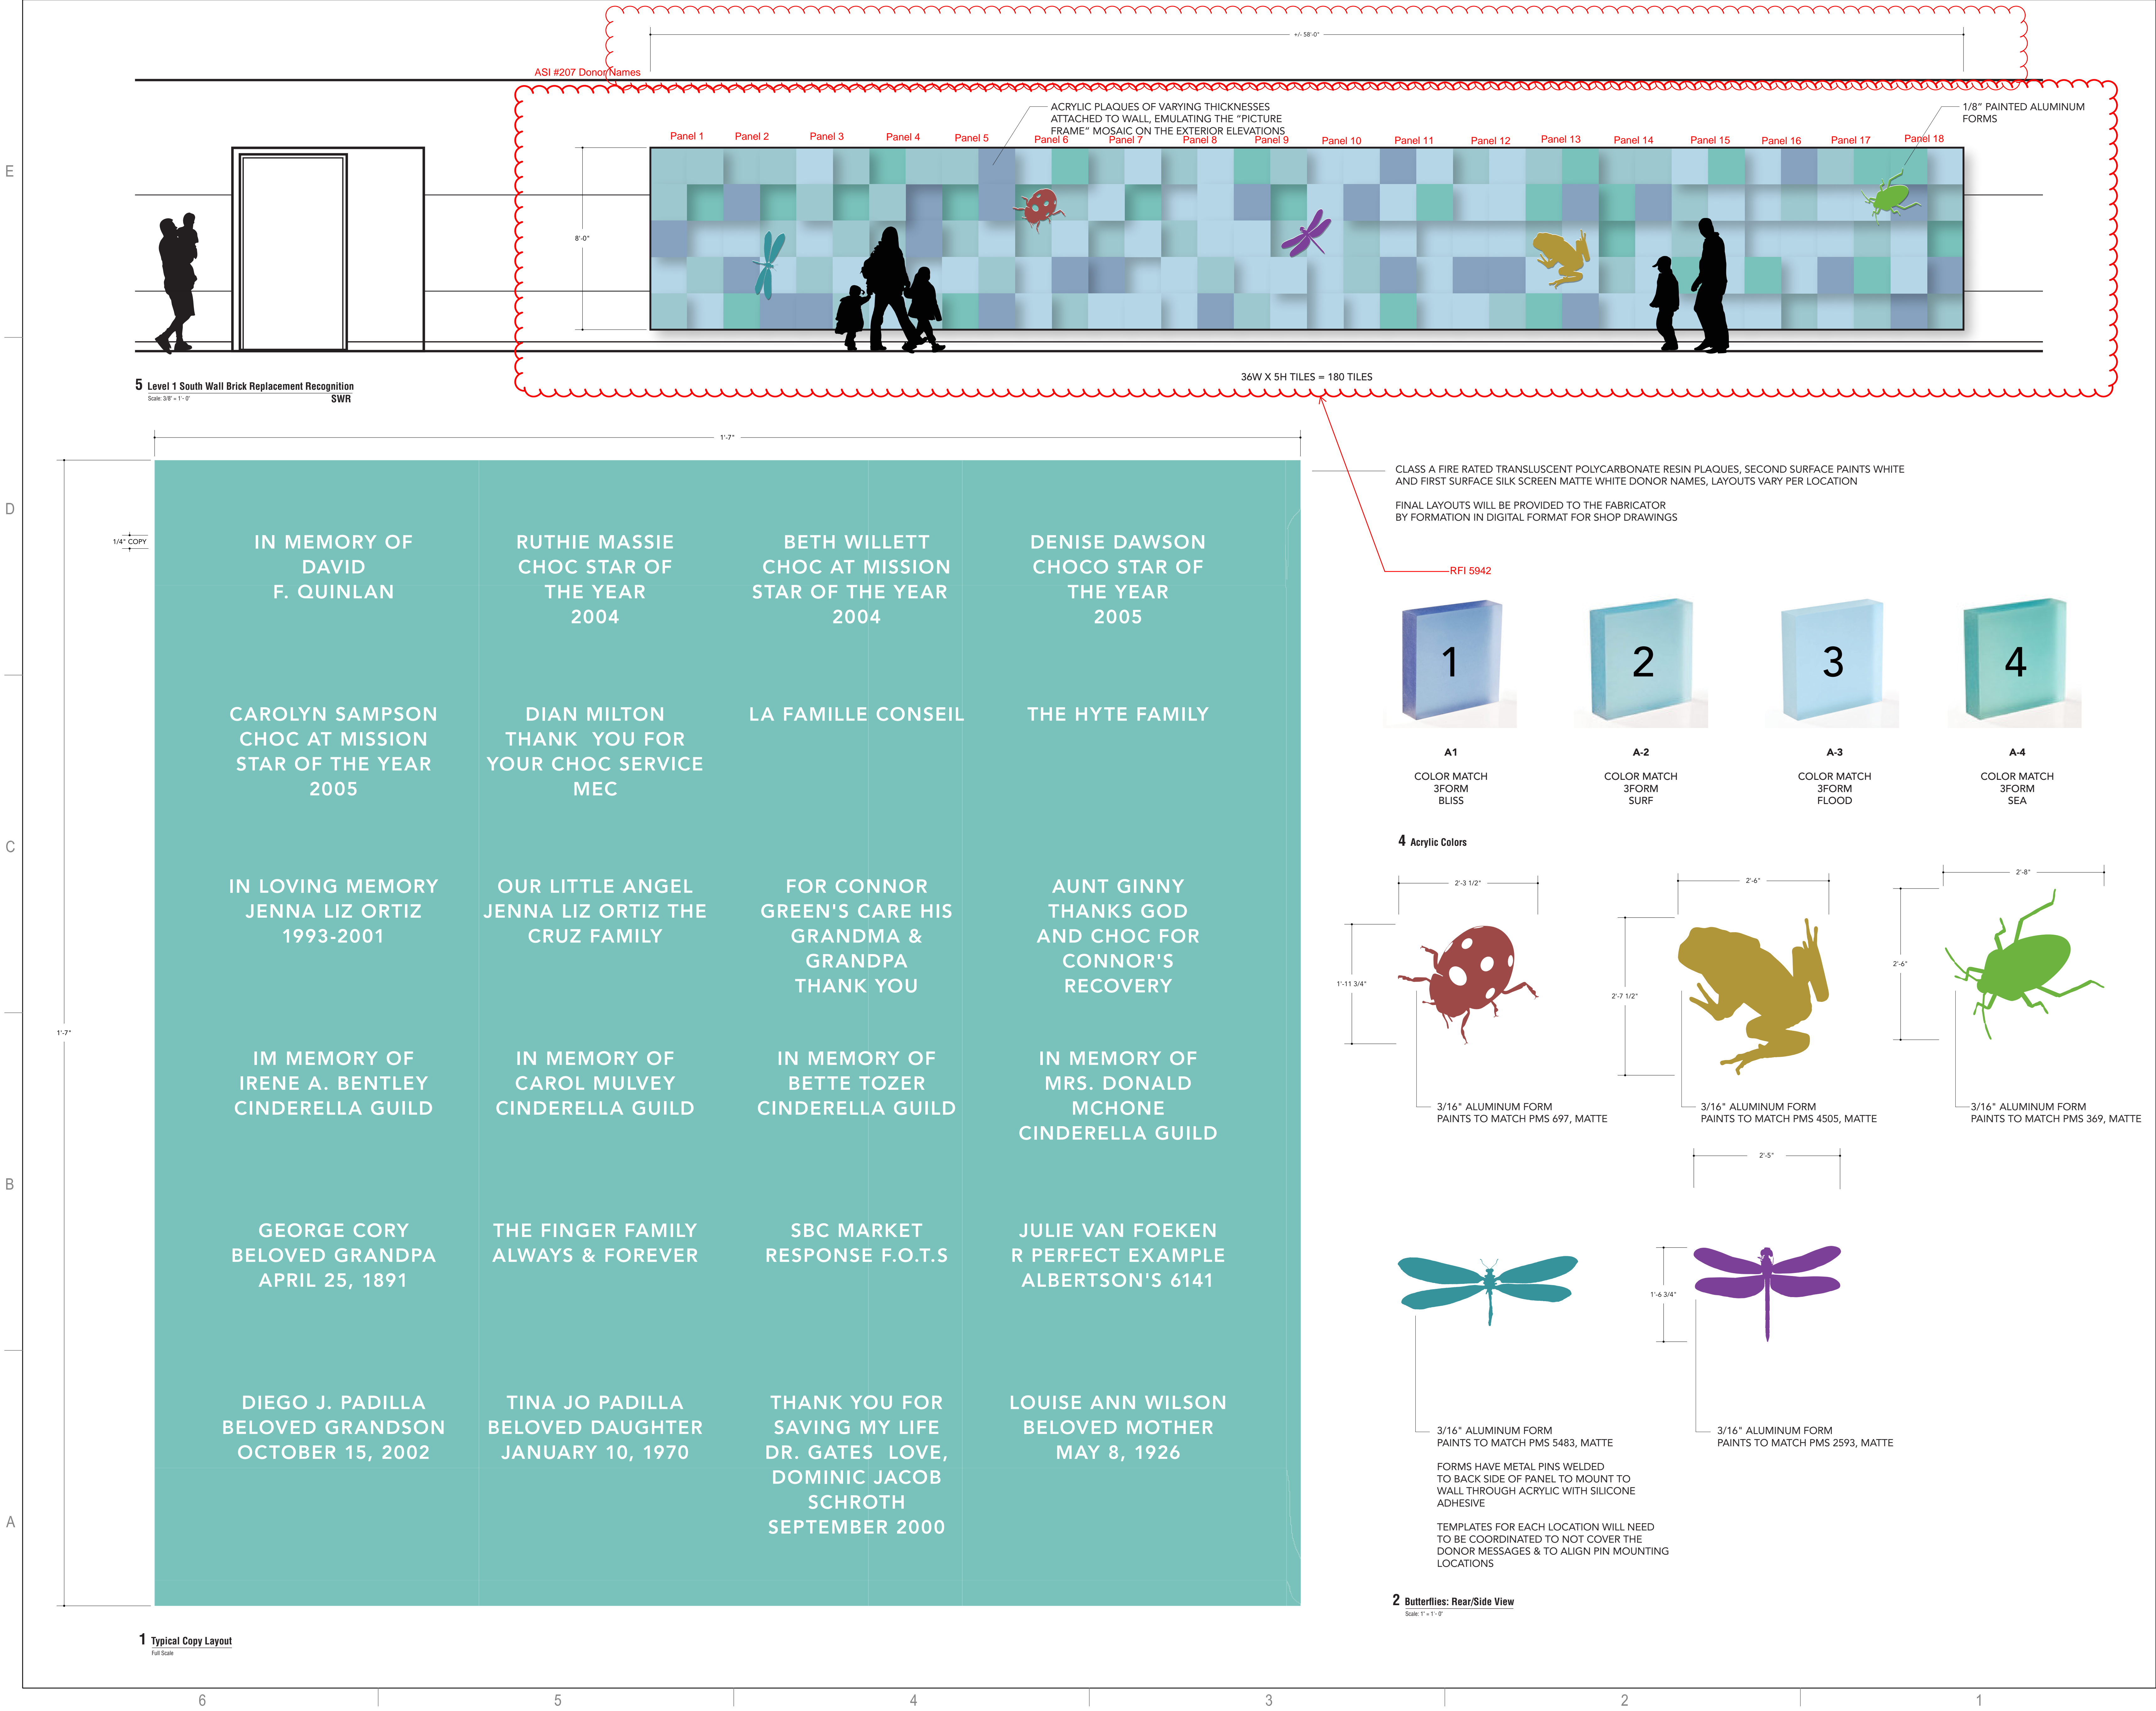 +/- 58'-0"
ASI #207 Donor Names
ACRYLIC PLAQUES OF VARYING THICKNESSES
ATTACHED TO WALL, EMULATING THE “PICTURE
FRAME” MOSAIC ON THE EXTERIOR ELEVATIONS
1/8” PAINTED ALUMINUM
FORMS
Panel 1
Panel 2
Panel 3
Panel 4
Panel 5
Panel 6
Panel 7
Panel 8
Panel 9
Panel 10
Panel 11
Panel 12
Panel 13
Panel 14
Panel 15
Panel 16
Panel 17
Panel 18
8'-0"
36W X 5H TILES = 180 TILES
5 Level 1 South Wall Brick Replacement Recognition
Scale: 3/8" = 1'- 0"
SWR
1'-7"
1'-7"
1/4" COPY
IN MEMORY OF
DAVID
F. QUINLAN
RUTHIE MASSIE
CHOC STAR OF
THE YEAR
2004
BETH WILLETT
CHOC AT MISSION
STAR OF THE YEAR
2004
DENISE DAWSON
CHOCO STAR OF
THE YEAR
2005
CAROLYN SAMPSON
CHOC AT MISSION
STAR OF THE YEAR
2005
DIAN MILTON
THANK  YOU FOR
YOUR CHOC SERVICE
MEC
LA FAMILLE CONSEIL
THE HYTE FAMILY
IN LOVING MEMORY
JENNA LIZ ORTIZ
1993-2001
OUR LITTLE ANGEL
JENNA LIZ ORTIZ THE
CRUZ FAMILY
FOR CONNOR
GREEN'S CARE HIS
GRANDMA &
GRANDPA
THANK YOU
AUNT GINNY
THANKS GOD
AND CHOC FOR
CONNOR'S
RECOVERY
IM MEMORY OF
IRENE A. BENTLEY
CINDERELLA GUILD
IN MEMORY OF
CAROL MULVEY
CINDERELLA GUILD
IN MEMORY OF
BETTE TOZER
CINDERELLA GUILD
IN MEMORY OF
MRS. DONALD
MCHONE
CINDERELLA GUILD
GEORGE CORY
BELOVED GRANDPA
APRIL 25, 1891
THE FINGER FAMILY
ALWAYS & FOREVER
SBC MARKET
RESPONSE F.O.T.S
JULIE VAN FOEKEN
R PERFECT EXAMPLE
ALBERTSON'S 6141
DIEGO J. PADILLA
BELOVED GRANDSON
OCTOBER 15, 2002
TINA JO PADILLA
BELOVED DAUGHTER
JANUARY 10, 1970
THANK YOU FOR
SAVING MY LIFE
DR. GATES  LOVE,
DOMINIC JACOB
SCHROTH
SEPTEMBER 2000
LOUISE ANN WILSON
BELOVED MOTHER
MAY 8, 1926
1 Typical Copy Layout
Full Scale
CLASS A FIRE RATED TRANSLUSCENT POLYCARBONATE RESIN PLAQUES, SECOND SURFACE PAINTS WHITE
AND FIRST SURFACE SILK SCREEN MATTE WHITE DONOR NAMES, LAYOUTS VARY PER LOCATION
FINAL LAYOUTS WILL BE PROVIDED TO THE FABRICATOR
BY FORMATION IN DIGITAL FORMAT FOR SHOP DRAWINGS
RFI 5942
1
2
3
4
A1
COLOR MATCH
3FORM
BLISS
A-2
COLOR MATCH
3FORM
SURF
A-3
COLOR MATCH
3FORM
FLOOD
A-4
COLOR MATCH
3FORM
SEA
4 Acrylic Colors
2'-3 1/2"
1'-11 3/4"
3/16" ALUMINUM FORM
PAINTS TO MATCH PMS 697, MATTE
2'-6"
2'-7 1/2"
3/16" ALUMINUM FORM
PAINTS TO MATCH PMS 4505, MATTE
2'-8"
2'-6"
3/16" ALUMINUM FORM
PAINTS TO MATCH PMS 369, MATTE
2'-5"
1'-6 3/4"
3/16" ALUMINUM FORM
PAINTS TO MATCH PMS 5483, MATTE
FORMS HAVE METAL PINS WELDED
TO BACK SIDE OF PANEL TO MOUNT TO
WALL THROUGH ACRYLIC WITH SILICONE
ADHESIVE
TEMPLATES FOR EACH LOCATION WILL NEED
TO BE COORDINATED TO NOT COVER THE
DONOR MESSAGES & TO ALIGN PIN MOUNTING
LOCATIONS
3/16" ALUMINUM FORM
PAINTS TO MATCH PMS 2593, MATTE
2 Butterflies: Rear/Side View
Scale: 1" = 1'- 0"
E
D
C
B
A
6
5
4
3
2
1